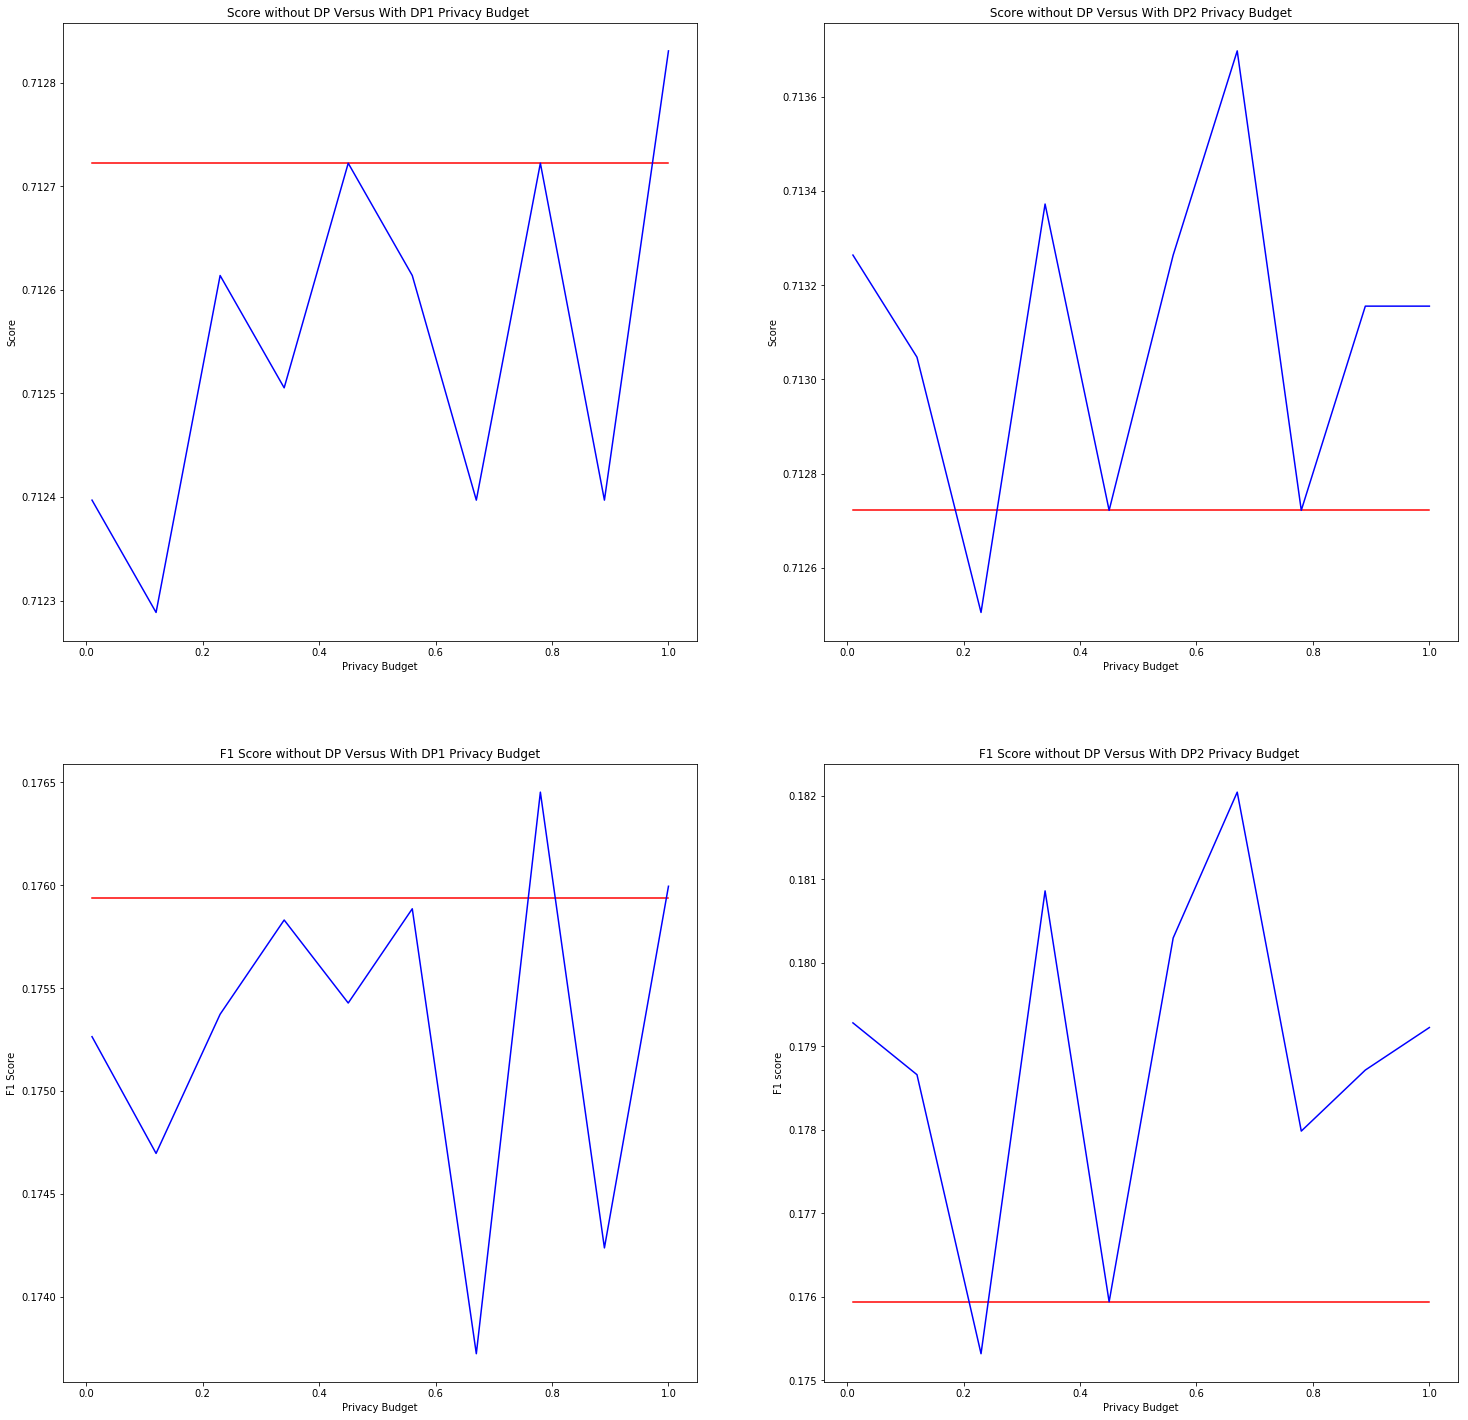 Score without DP Versus With DP1 Privacy Budget
0.7128
0.7127
0.7126
0.7125
0.7124
0.7123
Score
0.0 0.2 0.4 0.6 0.8 1.0
Privacy Budget
Score without DP Versus With DP2 Privacy Budget
0.7136
0.7134
0.7132
0.7130
0.7128
0.7126
Score
0.0 0.2 0.4 0.6 0.8 1.0
Privacy Budget
F1 Score without DP Versus With DP1 Privacy Budget
0.1765
0.1760
0.1755
0.1750
0.1745
0.1740
F1 Score
0.0 0.2 0.4 0.6 0.8 1.0
Privacy Budget
F1 Score without DP Versus With DP2 Privacy Budget
0.182
0.181
0.180
0.179
0.178
0.177
0.176
0.175
F1 score
0.0 0.2 0.4 0.6 0.8 1.0
Privacy Budget